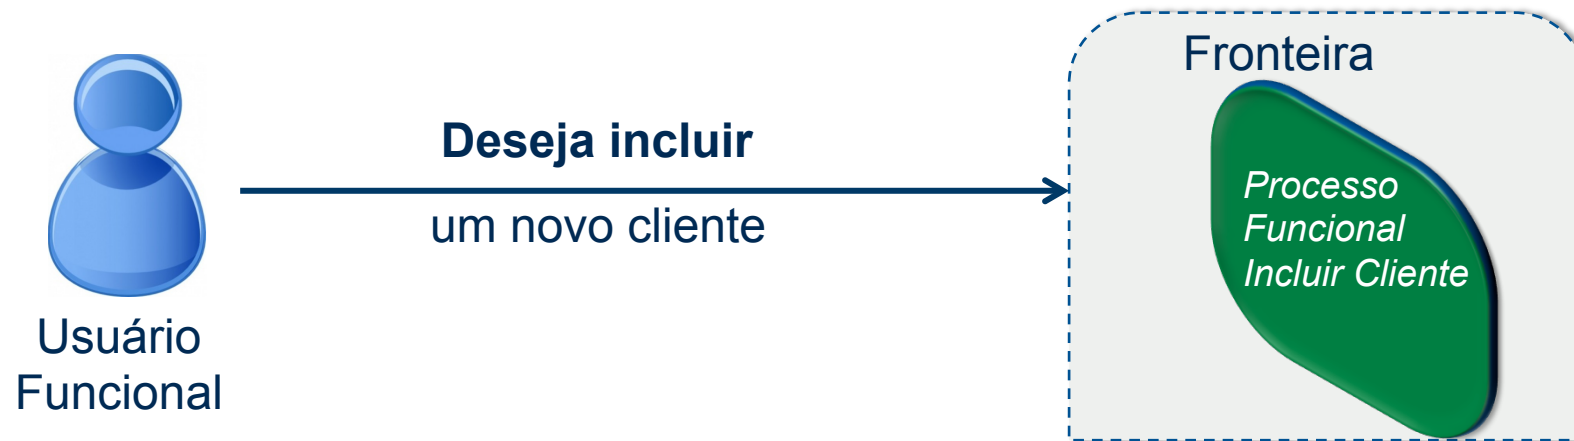 Fronteira
Deseja incluir
um novo cliente
Processo
Funcional
Incluir Cliente
Usuário
Funcional